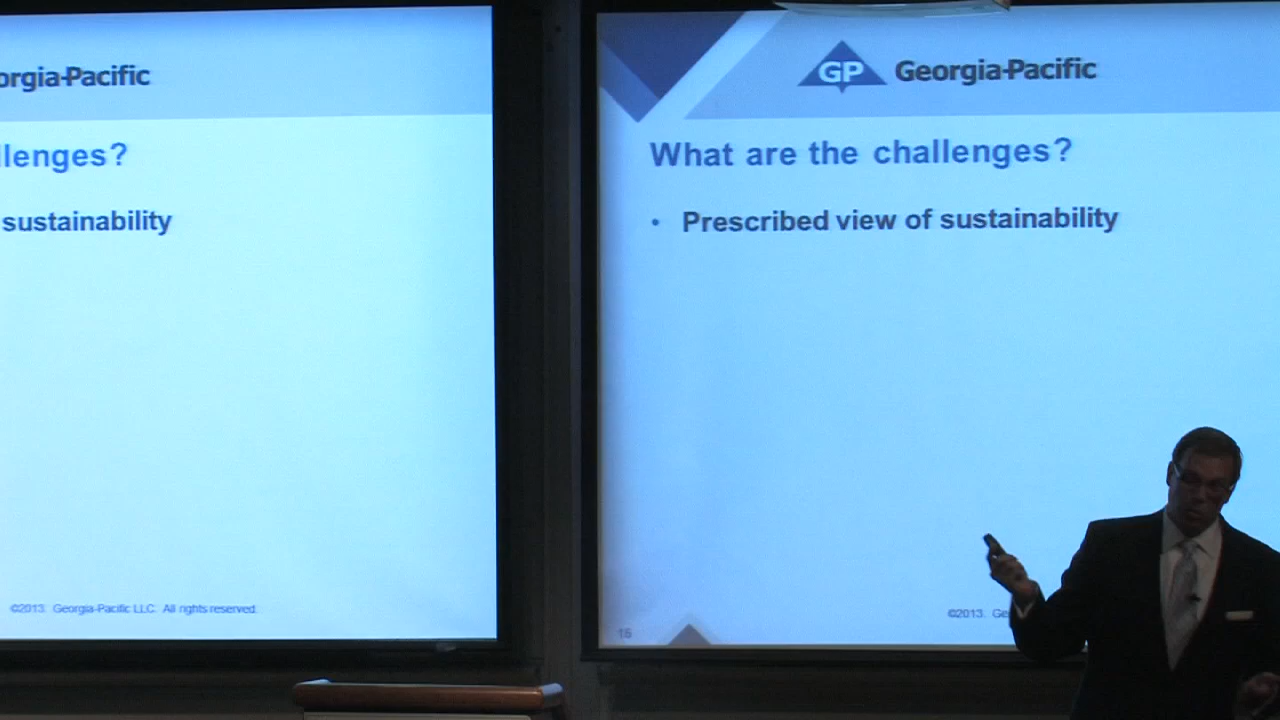 orgia-Pacific
llenges?
sustainability
©2013. Georgia-Pacific LLC. All rights reserved.
GP Georgia-Pacific
What are the challenges?
• Prescribed view of sustainability
©2013. Ge
15